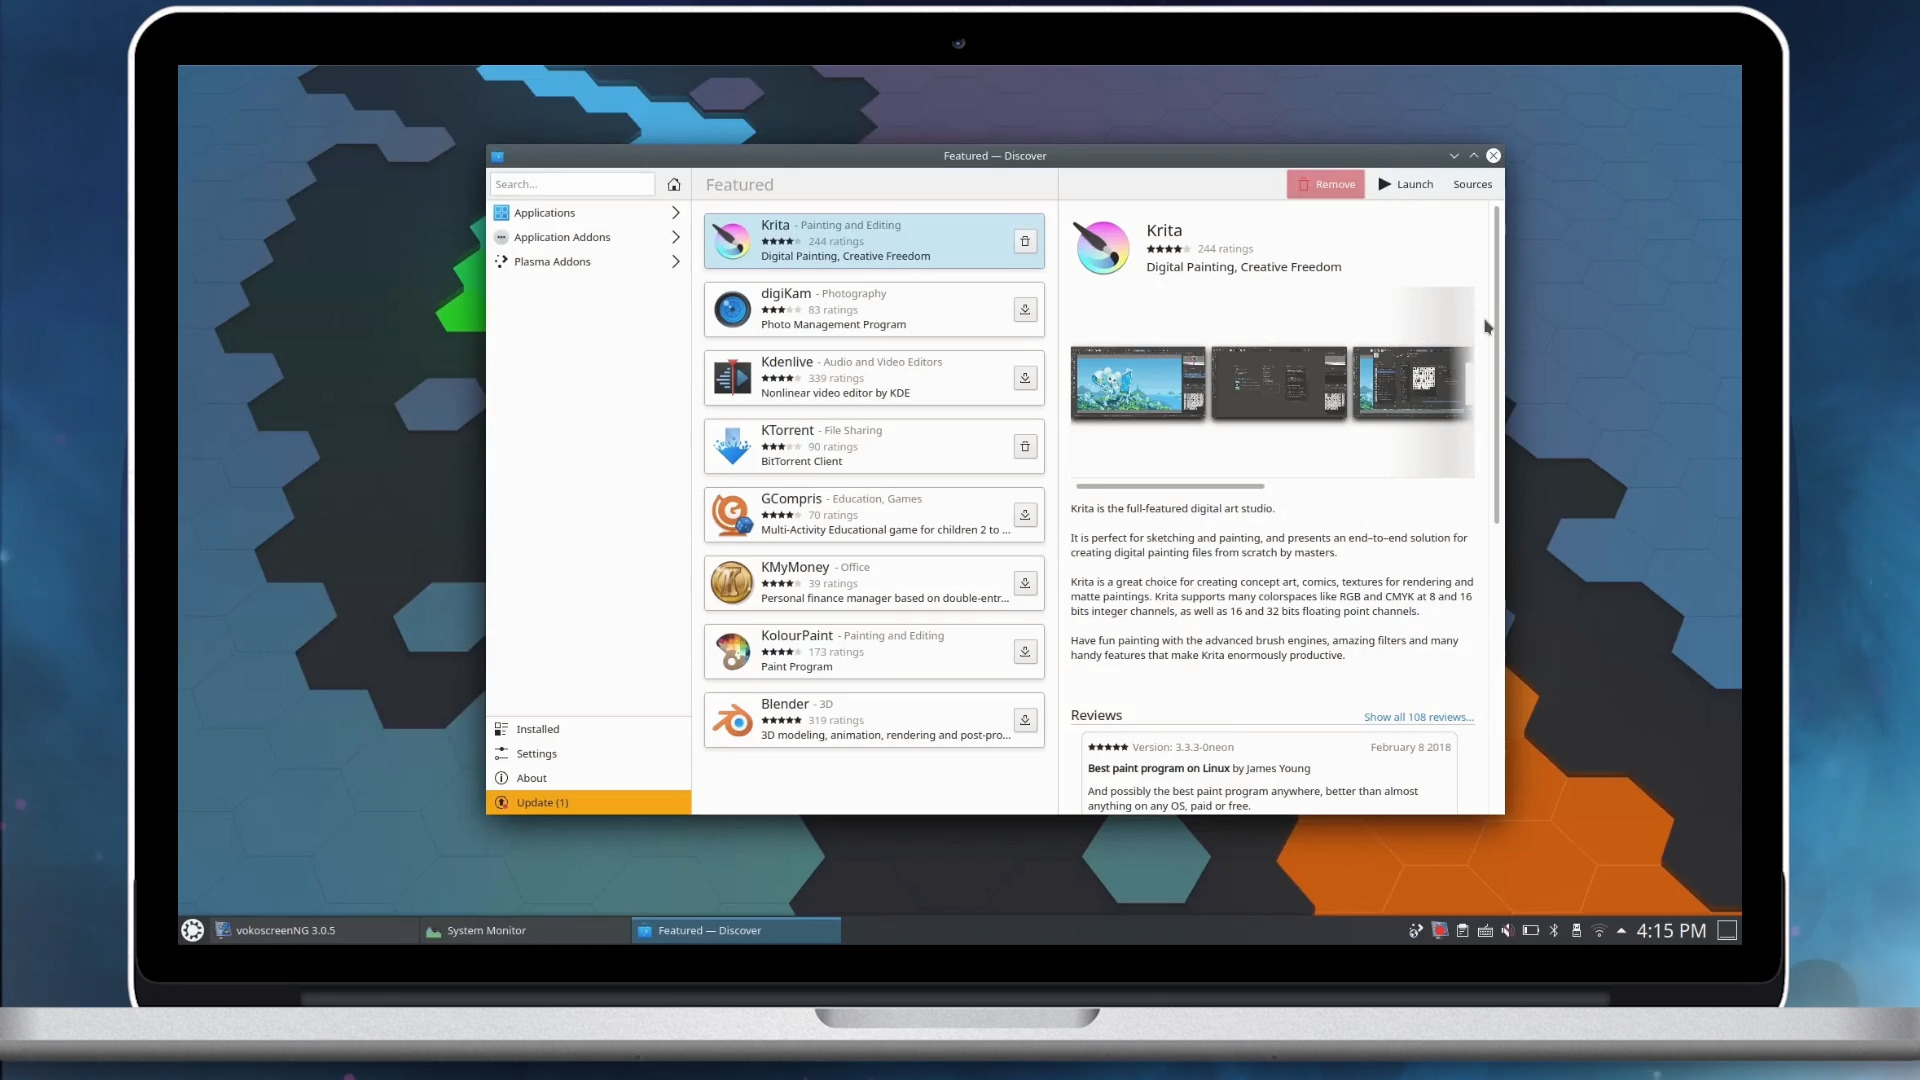 Featured — Discover
Search...
Featured
Remove
Launch
Sources
Applications
Application Addons
Plasma Addons
Krita - Painting and Editing
244 ratings
Digital Painting, Creative Freedom
digiKam - Photography
83 ratings
Photo Management Program
Kdenlive - Audio and Video Editors
339 ratings
Nonlinear video editor by KDE
KTorrent - File Sharing
90 ratings
BitTorrent Client
GCompris - Education, Games
70 ratings
Multi-Activity Educational game for children 2 to ...
KMyMoney - Office
39 ratings
Personal finance manager based on double-entr...
KolourPaint - Painting and Editing
173 ratings
Paint Program
Blender - 3D
319 ratings
3D modeling, animation, rendering and post-pro...
Krita
244 ratings
Digital Painting, Creative Freedom
Krita is the full-featured digital art studio.
It is perfect for sketching and painting, and presents an end–to–end solution for
creating digital painting files from scratch by masters.
Krita is a great choice for creating concept art, comics, textures for rendering and
matte paintings. Krita supports many colorspaces like RGB and CMYK at 8 and 16
bits integer channels, as well as 16 and 32 bits floating point channels.
Have fun painting with the advanced brush engines, amazing filters and many
handy features that make Krita enormously productive.
Reviews
Show all 108 reviews...
Version: 3.3.3-0neon
February 8 2018
Best paint program on Linux by James Young
And possibly the best paint program anywhere, better than almost
anything on any OS, paid or free.
Installed
Settings
About
Update (1)
vokoscreenNG 3.0.5
System Monitor
Featured — Discover
4:15 PM